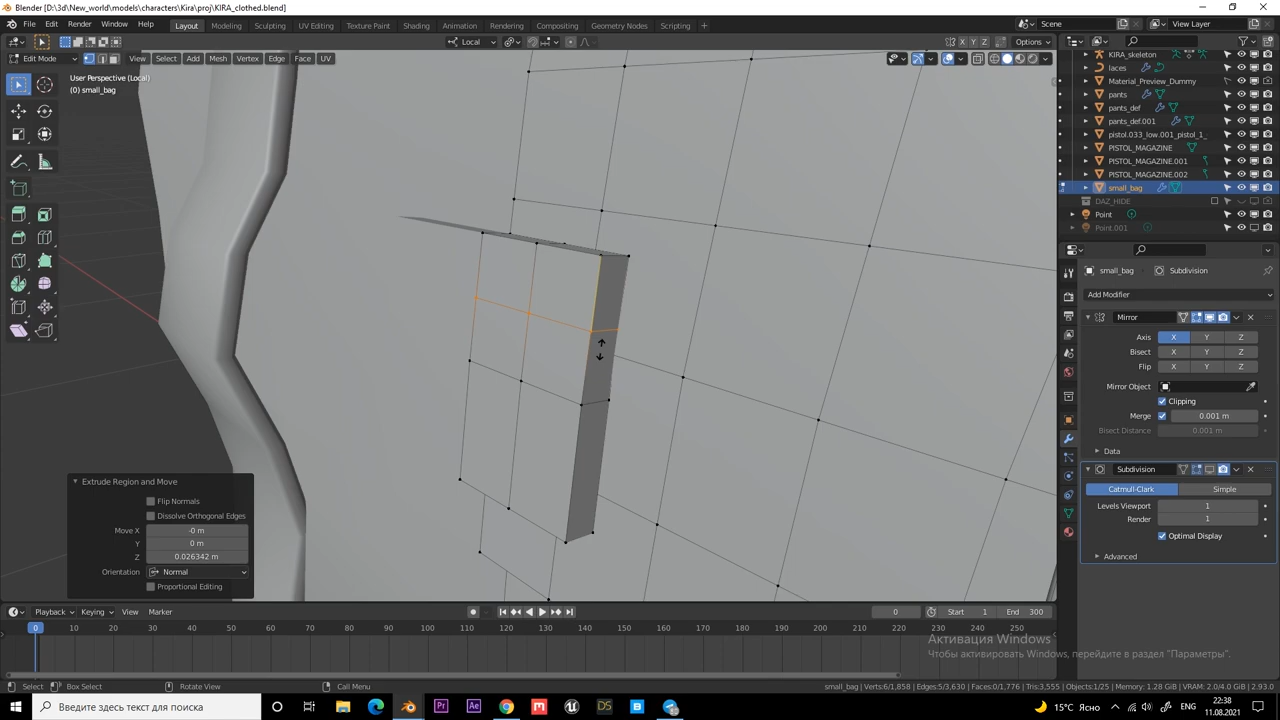 Blender [D:\3d\New_world\models\characters\Kira\proj\KIRA_clothed.blend]
File Edit Render Window Help Layout Modeling Sculpting UV Editing Texture Paint Shading Animation Rendering Compositing Geometry Nodes Scripting Scene View Layer
Local X Y Z Options
Edit Mode View Select Add Mesh Vertex Edge Face UV
User Perspective (Local)
(0) small_bag
KIRA_skeleton
laces
Material_Preview_Dummy
pants
pants_def
pants_def.001
pistol.033_low.001_pistol_1_
PISTOL_MAGAZINE
PISTOL_MAGAZINE.001
PISTOL_MAGAZINE.002
small_bag
DAZ_HIDE
Point
Point.001
small_bag Subdivision
Add Modifier
Mirror
Axis X Y Z
Bisect X Y Z
Flip X Y Z
Mirror Object
Clipping
Merge 0.001 m
Bisect Distance 0.001 m
Data
Subdivision
Catmull-Clark Simple
Levels Viewport 1
Render 1
Optimal Display
Advanced
Extrude Region and Move
Flip Normals
Dissolve Orthogonal Edges
Move X -0 m
Y 0 m
Z 0.026342 m
Orientation Normal
Proportional Editing
Playback Keying View Marker 0 Start 1 End 300
0 10 20 30 40 50 60 70 80 90 100 110 120 130 140 150 160 170 180 190 200 210 220 230 240 250
Активация Windows
Чтобы активировать Windows, перейдите в раздел "Параметры".
Select Box Select Rotate View Call Menu small_bag | Verts:6/1,858 | Edges:5/3,630 | Faces:0/1,776 | Tris:3,555 | Objects:1/25 | Memory: 1.28 GiB | VRAM: 2.0/4.0 GiB | 2.93.0
Введите здесь текст для поиска
15°C Ясно
ENG
22:38
11.08.2021